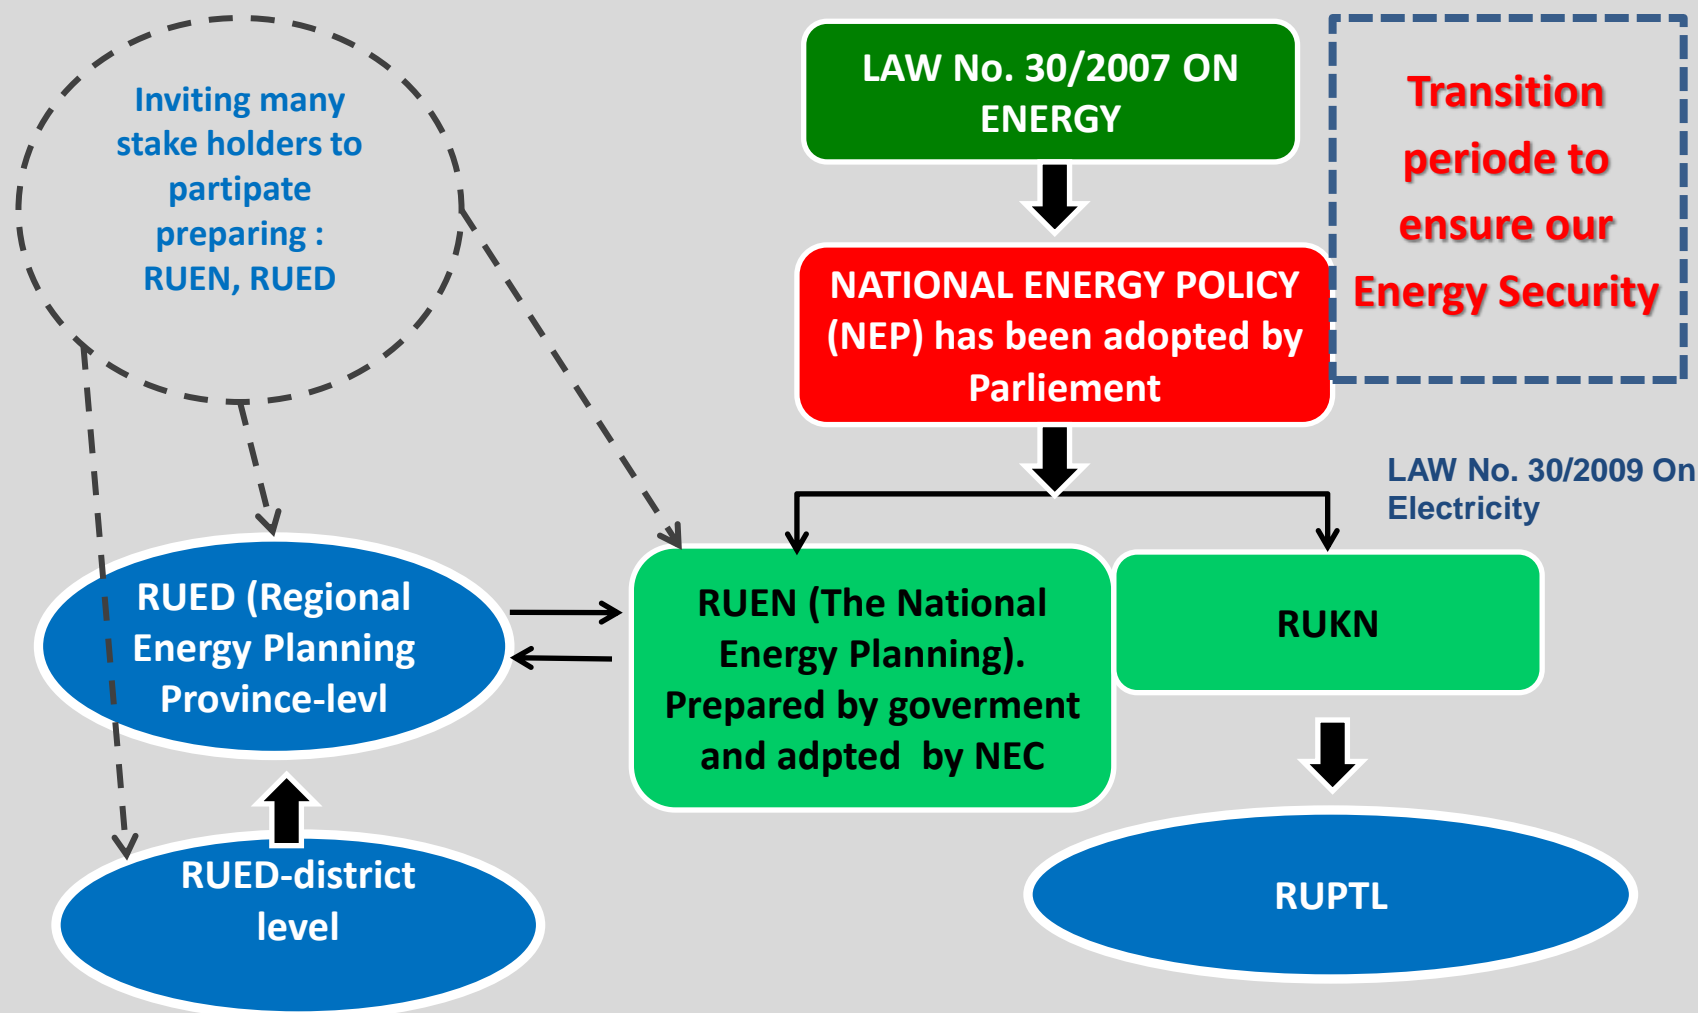 Inviting many
stake holders to
partipate
preparing :
RUEN, RUED
LAW No. 30/2007 ON
ENERGY
Transition
periode to
ensure our
Energy Security
NATIONAL ENERGY POLICY
(NEP) has been adopted by
Parliement
LAW No. 30/2009 On
Electricity
RUED (Regional
Energy Planning
Province-levl
RUEN (The National
Energy Planning).
Prepared by goverment
and adpted  by NEC
RUKN
RUED-district
level
RUPTL